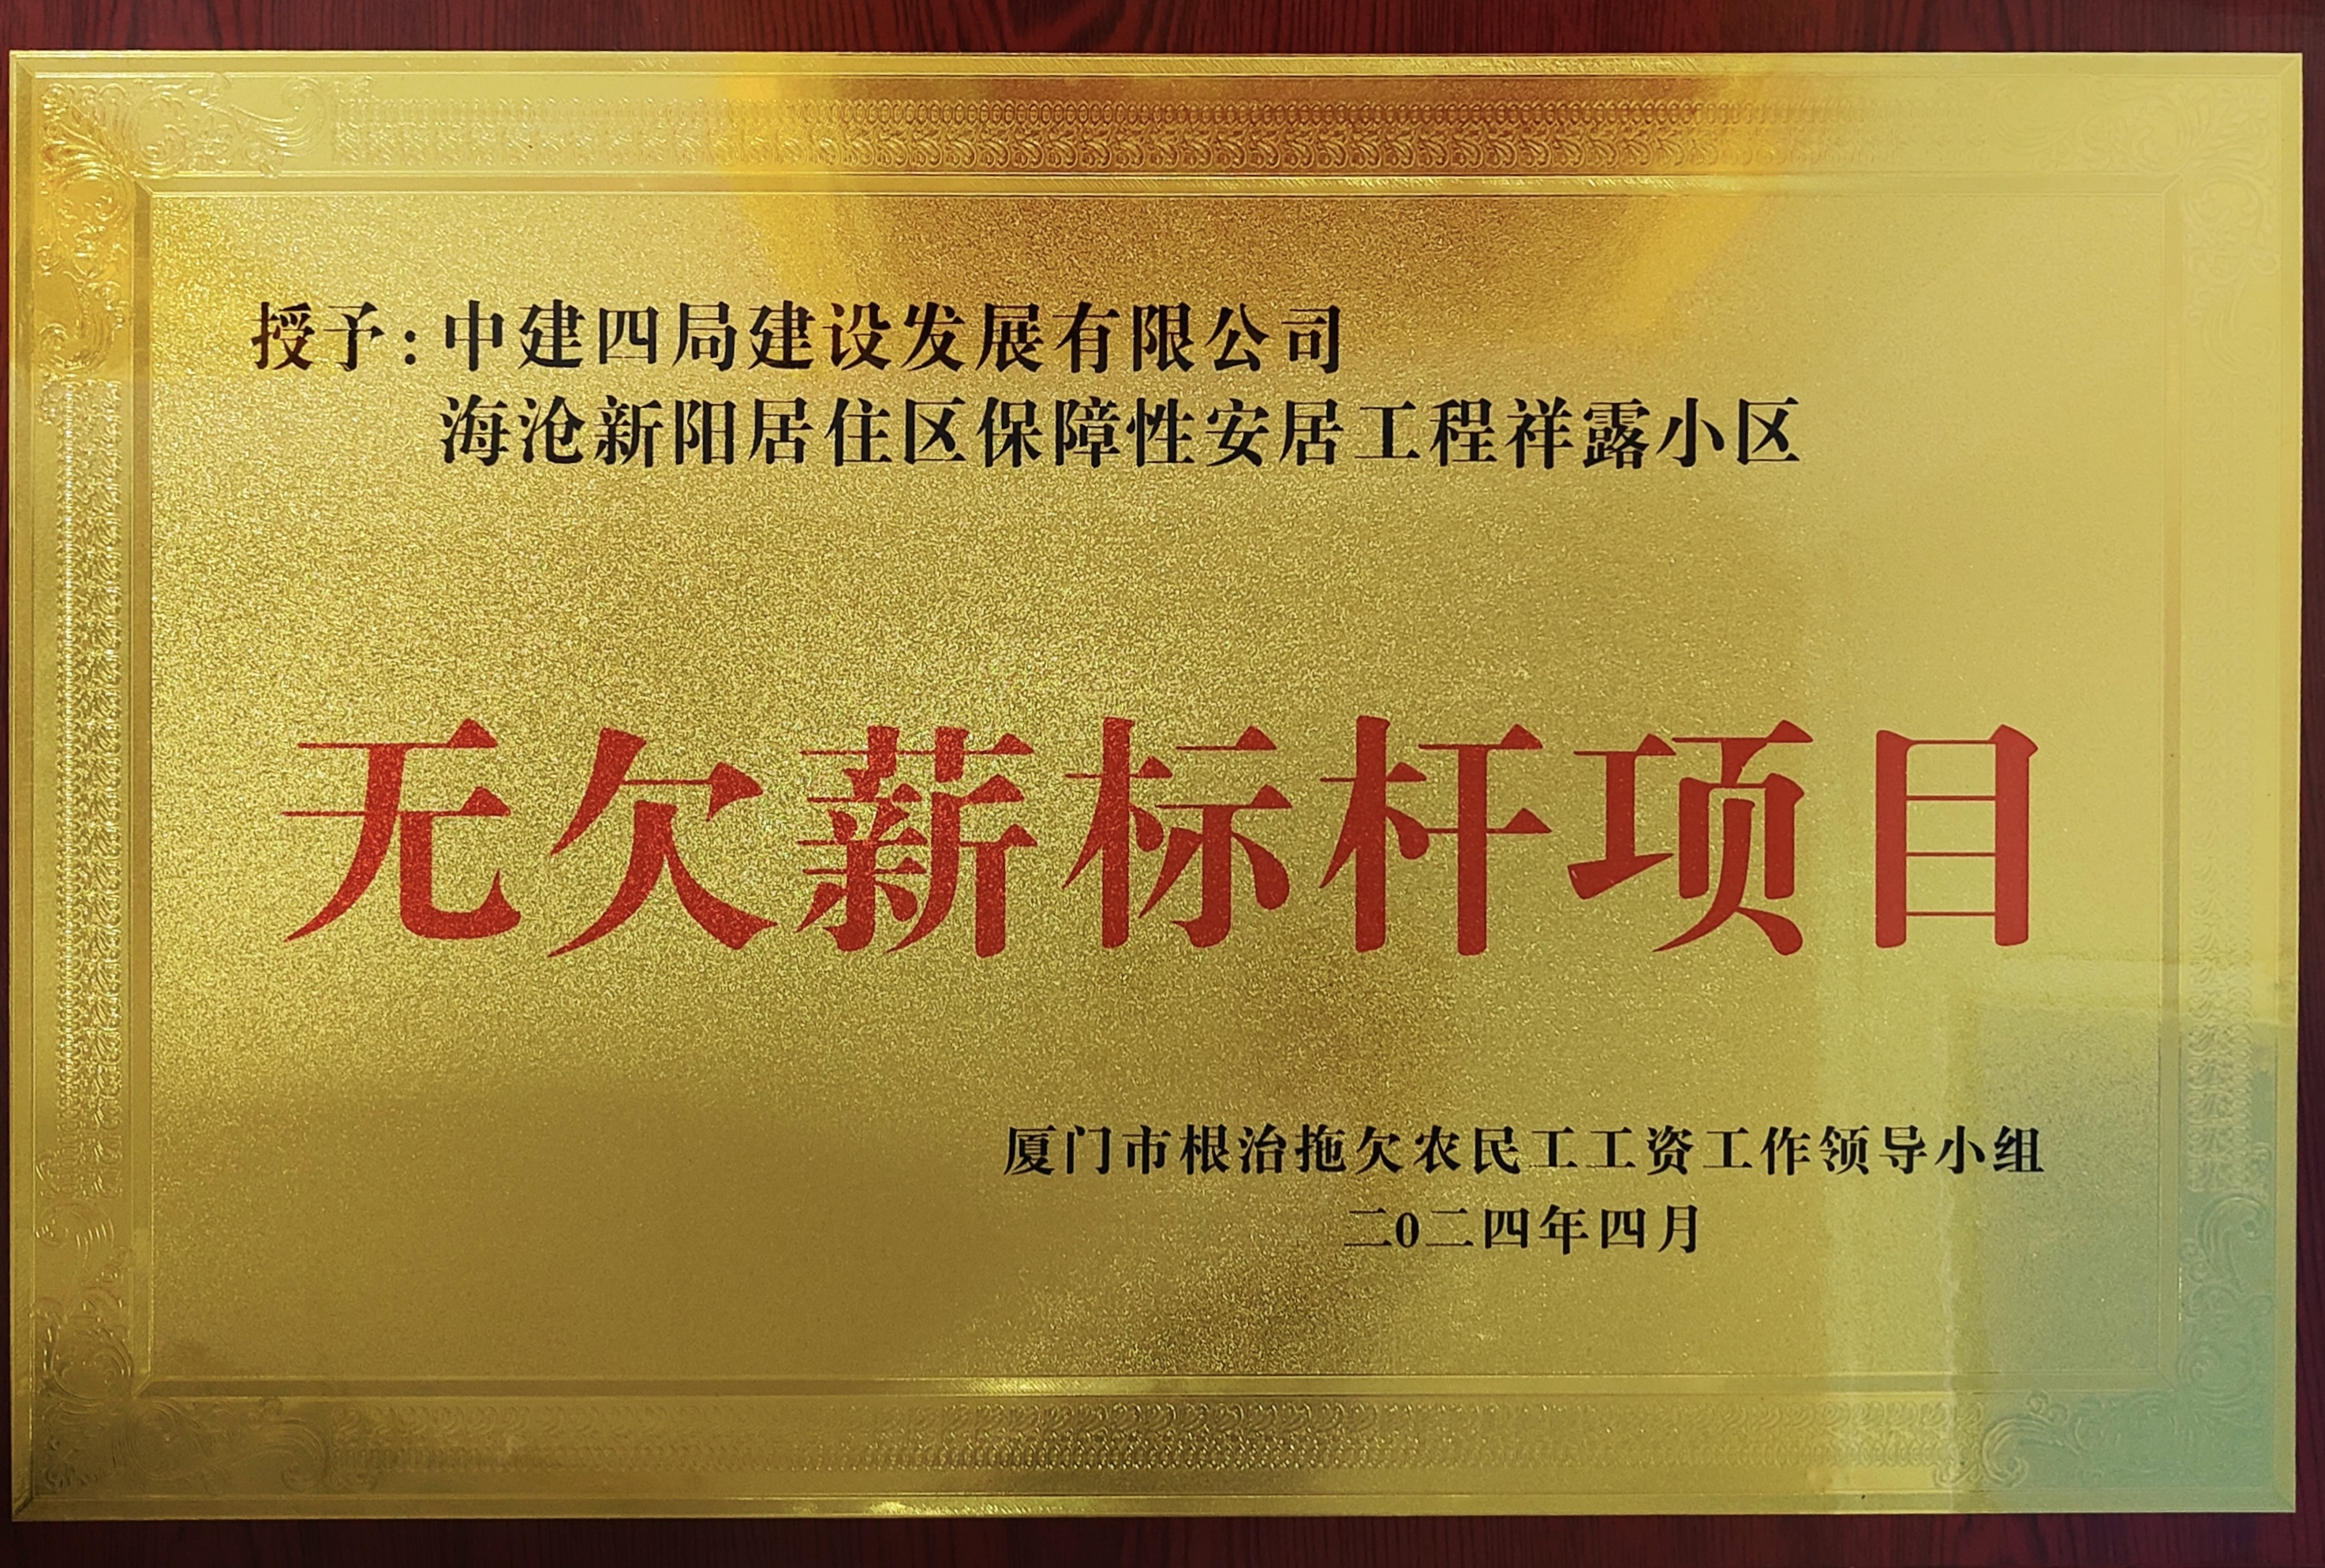 授予:中建四局建设发展有限公司
海沧新阳居住区保障性安居工程祥露小区
无欠薪标杆项目
厦门市根治拖欠农民工工资工作领导小组
二0二四年四月